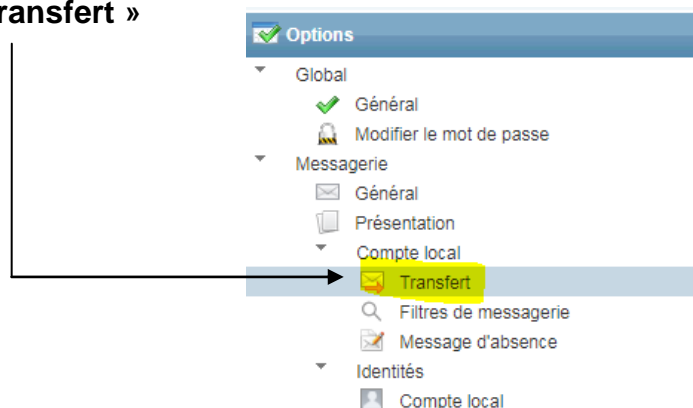 ransfert »
Options
Global
Général
Modifier le mot de passe
Messagerie
Général
Présentation
Compte local
Transfert
Filtres de messagerie
Message d'absence
Identités
Compte local